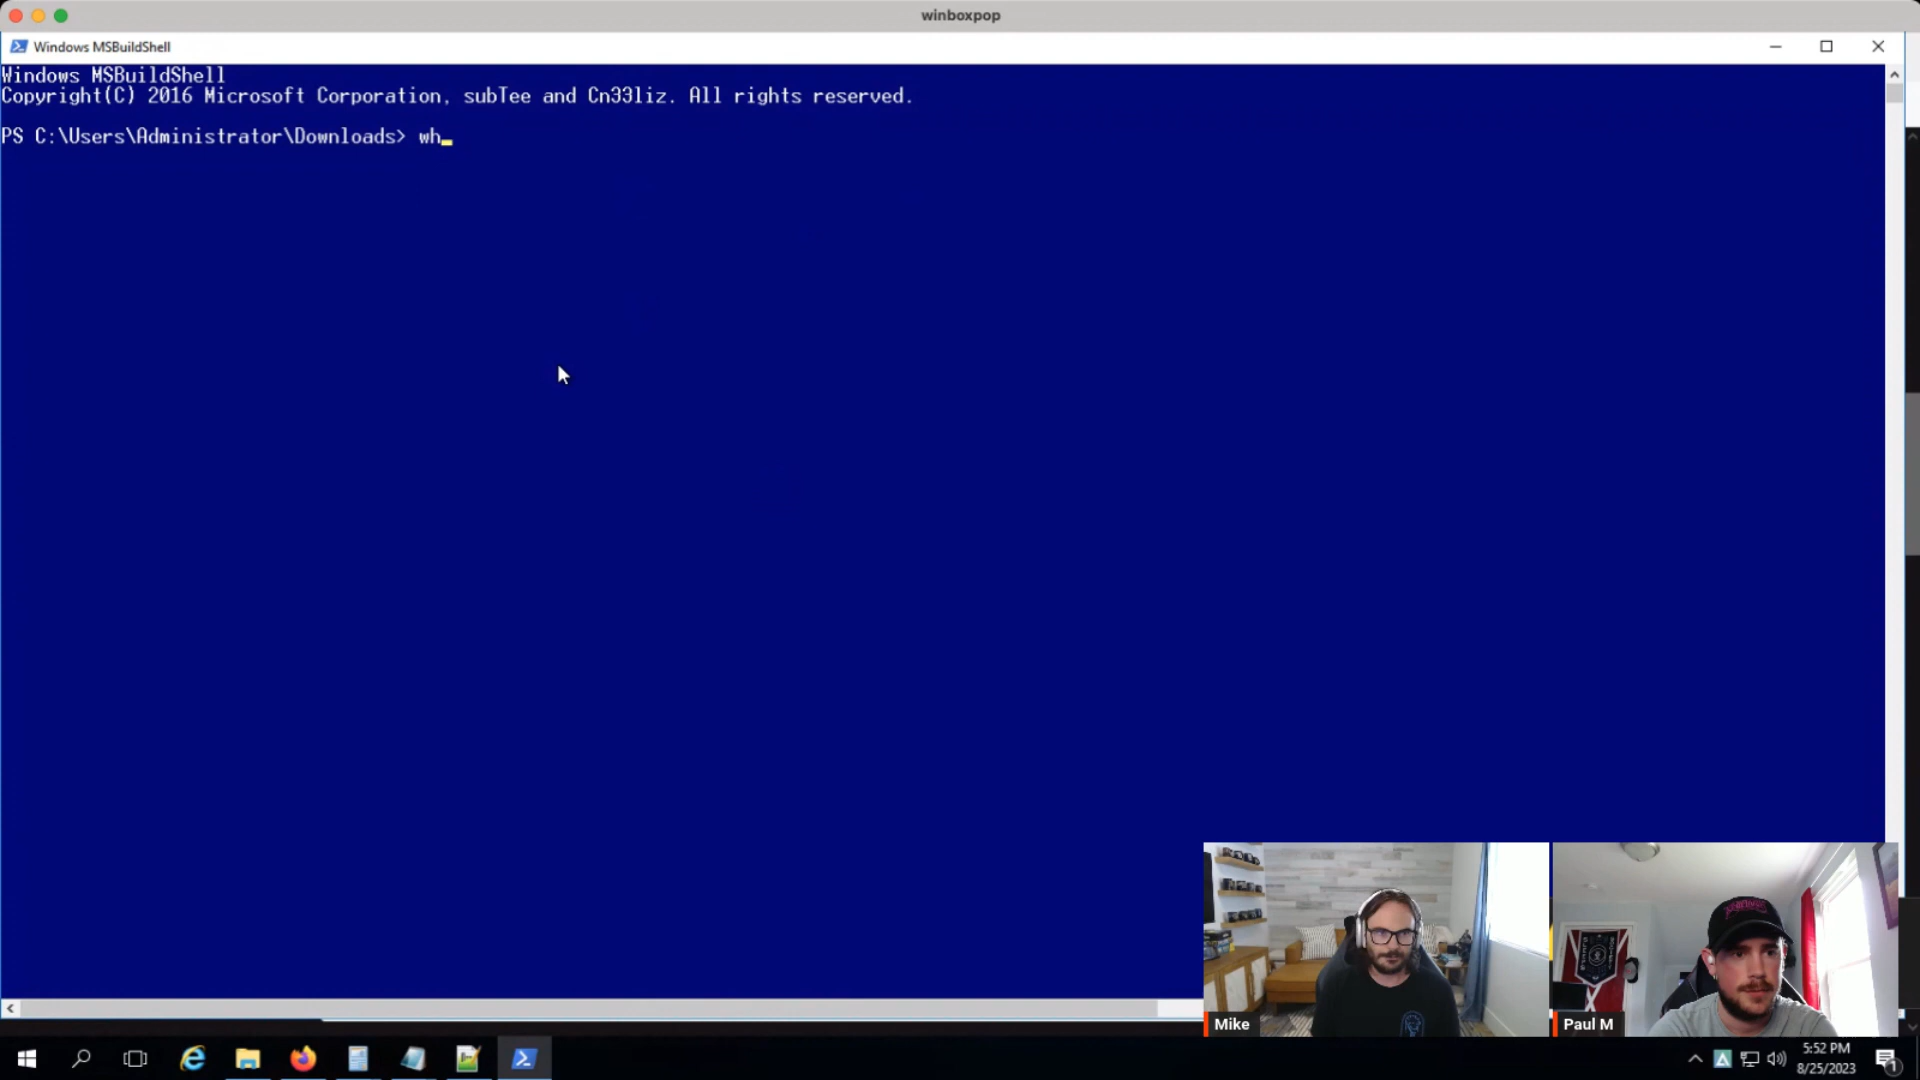 winboxpop
Windows MSBuildShell
Windows MSBuildShell
Copyright(C) 2016 Microsoft Corporation, subTee and Cn33liz. All rights reserved.
PS C:\Users\Administrator\Downloads> wh
Mike
Paul M
5:52 PM
8/25/2023
1